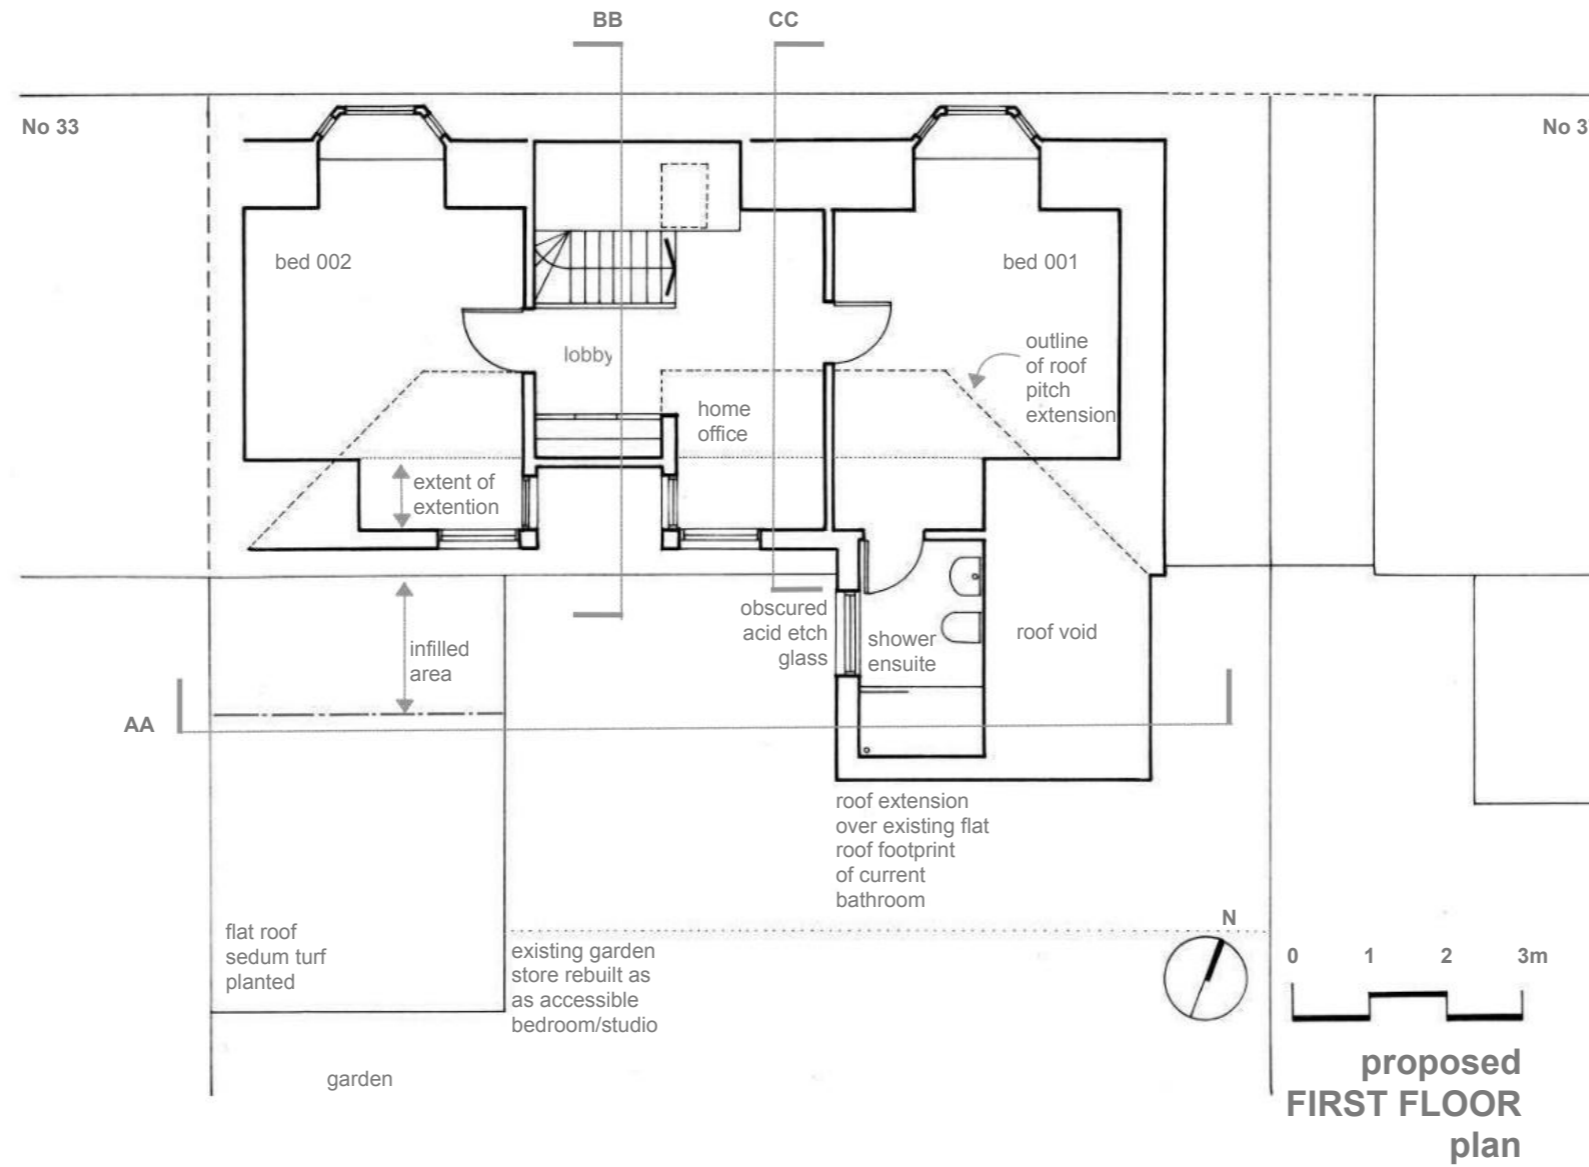 BB
CC
No 33
No 3
bed 002
bed 001
lobby
outline
of roof
pitch
extension
home
office
extent of
extention
infilled
area
obscured
acid etch
glass
shower
ensuite
roof void
AA
roof extension
over existing flat
roof footprint
of current
bathroom
flat roof
sedum turf
planted
existing garden
store rebuilt as
as accessible
bedroom/studio
garden
N
0 1 2 3m
proposed
FIRST FLOOR
plan